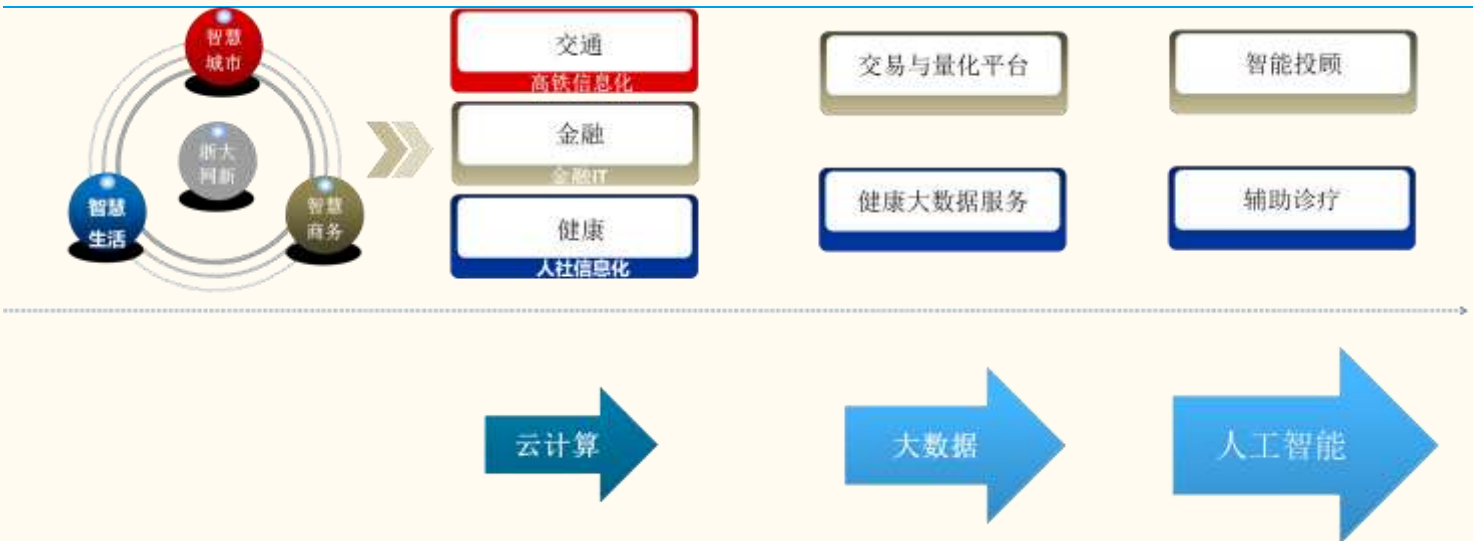 智慧
城市
浙大
网新
智慧
生活
智慧
商务
交通
高铁信息化
金融
金融IT
健康
人社信息化
交易与量化平台
智能投顾
健康大数据服务
辅助诊疗
云计算
大数据
人工智能